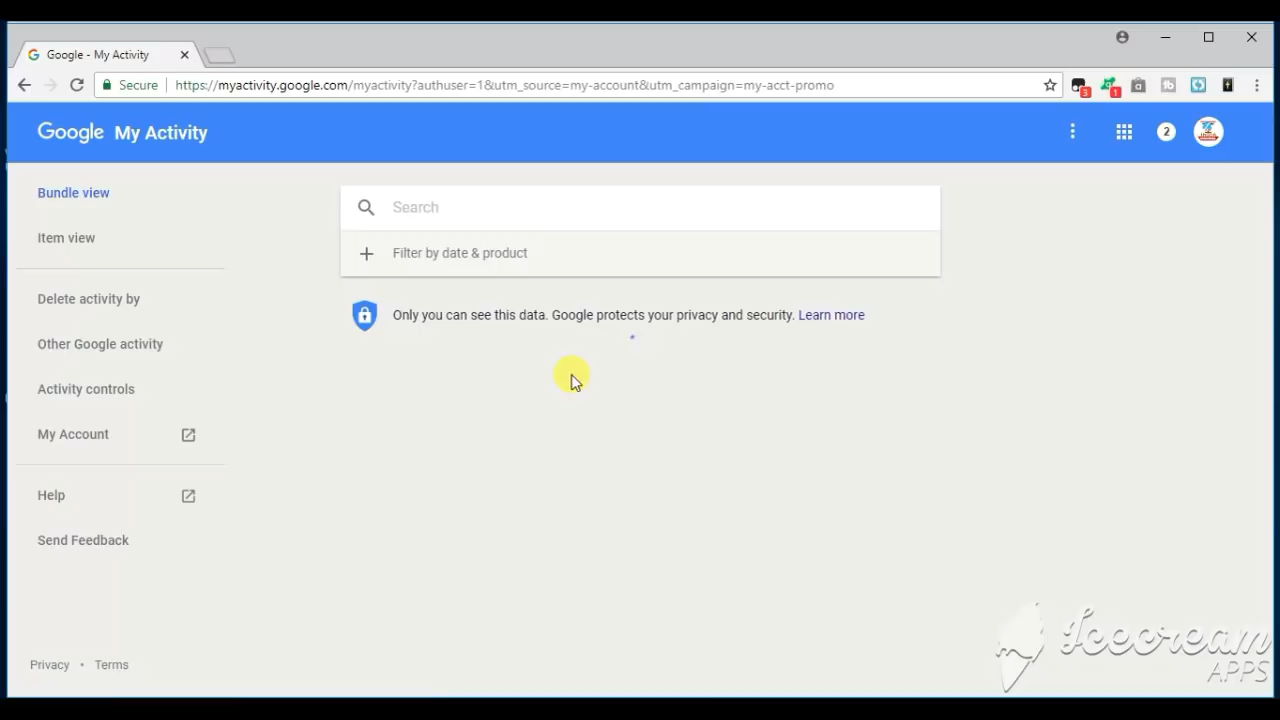 Google - My Activity
Secure https://myactivity.google.com/myactivity?authuser=1&utm_source=my-account&utm_campaign=my-acct-promo
3
1
Google My Activity
2
Bundle view
Item view
Delete activity by
Other Google activity
Activity controls
My Account
Help
Send Feedback
Privacy • Terms
Search
Filter by date & product
Only you can see this data. Google protects your privacy and security. Learn more
Icecream
APPS